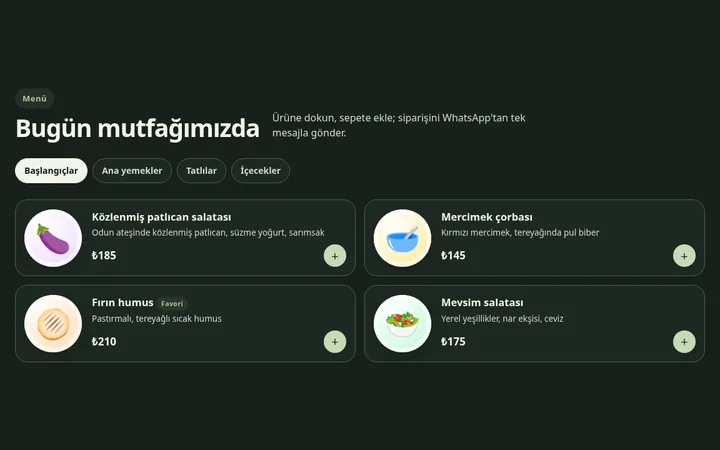 Menü
Bugün mutfağımızda
Ürüne dokun, sepete ekle; siparişini WhatsApp'tan tek
mesajla gönder.
Başlangıçlar
Ana yemekler
Tatlılar
İçecekler
Közlenmiş patlıcan salatası
Odun ateşinde közlenmiş patlıcan, süzme yoğurt, sarımsak
₺185
+
Mercimek çorbası
Kırmızı mercimek, tereyağında pul biber
₺145
+
Fırın humus Favori
Pastırmalı, tereyağlı sıcak humus
₺210
+
Mevsim salatası
Yerel yeşillikler, nar ekşisi, ceviz
₺175
+